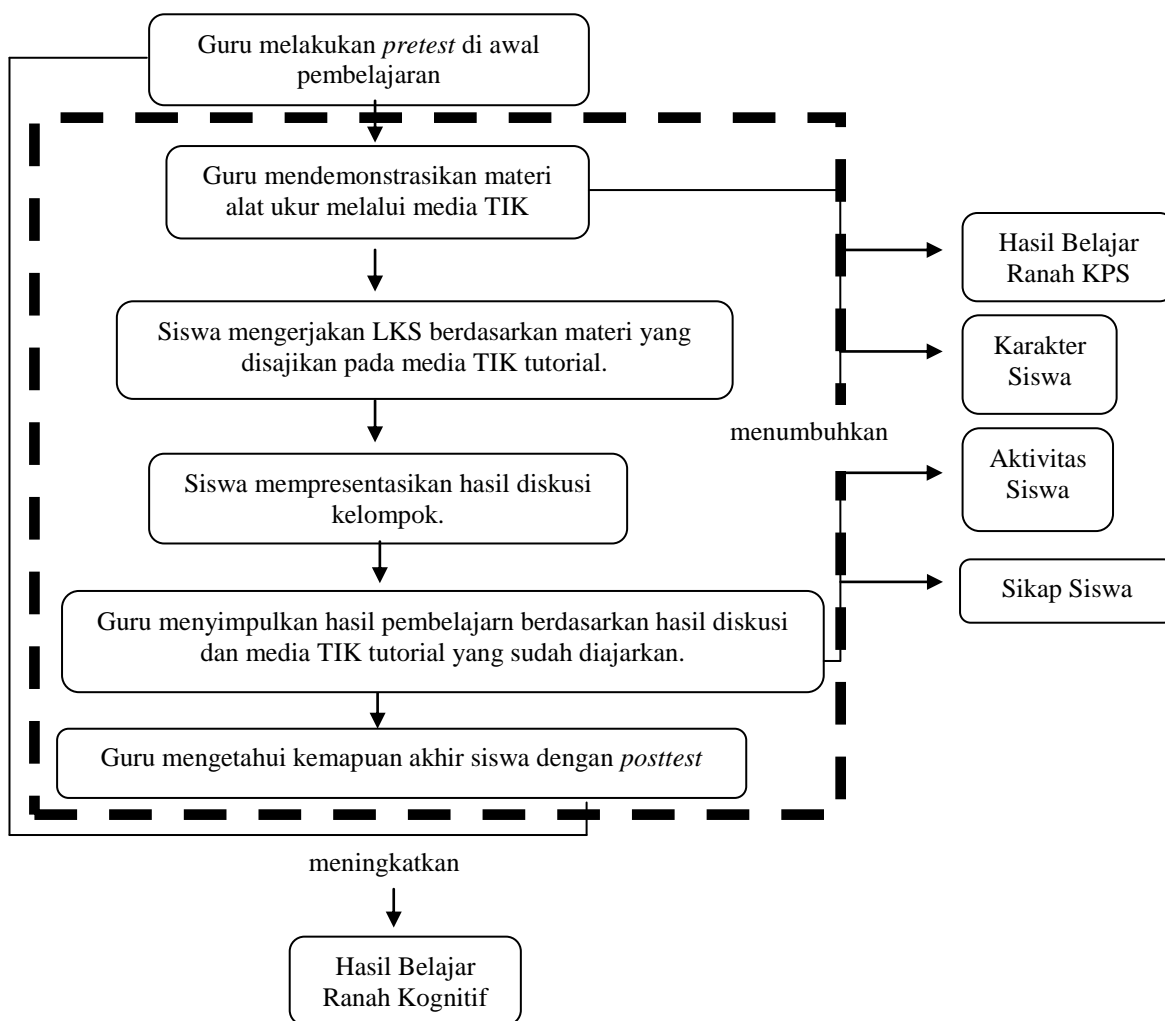 Guru melakukan pretest di awal
pembelajaran
Guru mendemonstrasikan materi
alat ukur melalui media TIK
Hasil Belajar
Ranah KPS
Siswa mengerjakan LKS berdasarkan materi yang
disajikan pada media TIK tutorial.
Karakter
Siswa
menumbuhkan
Aktivitas
Siswa
Siswa mempresentasikan hasil diskusi
kelompok.
Sikap Siswa
Guru menyimpulkan hasil pembelajarn berdasarkan hasil diskusi
dan media TIK tutorial yang sudah diajarkan.
Guru mengetahui kemapuan akhir siswa dengan posttest
meningkatkan
Hasil Belajar
Ranah Kognitif